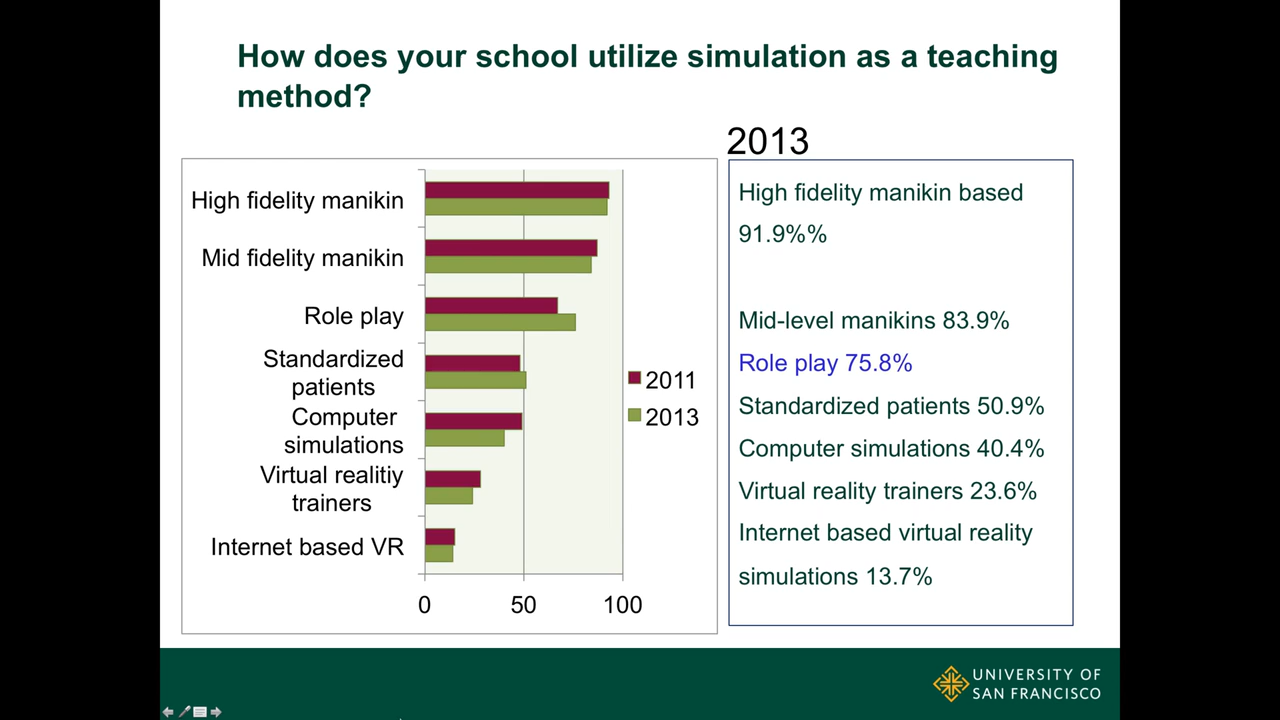 How does your school utilize simulation as a teaching
method?
2013
High fidelity manikin
Mid fidelity manikin
Role play
Standardized
patients
Computer
simulations
Virtual realitiy
trainers
Internet based VR
0 50 100
2011
2013
High fidelity manikin based
91.9%%
Mid-level manikins 83.9%
Role play 75.8%
Standardized patients 50.9%
Computer simulations 40.4%
Virtual reality trainers 23.6%
Internet based virtual reality
simulations 13.7%
UNIVERSITY OF
SAN FRANCISCO